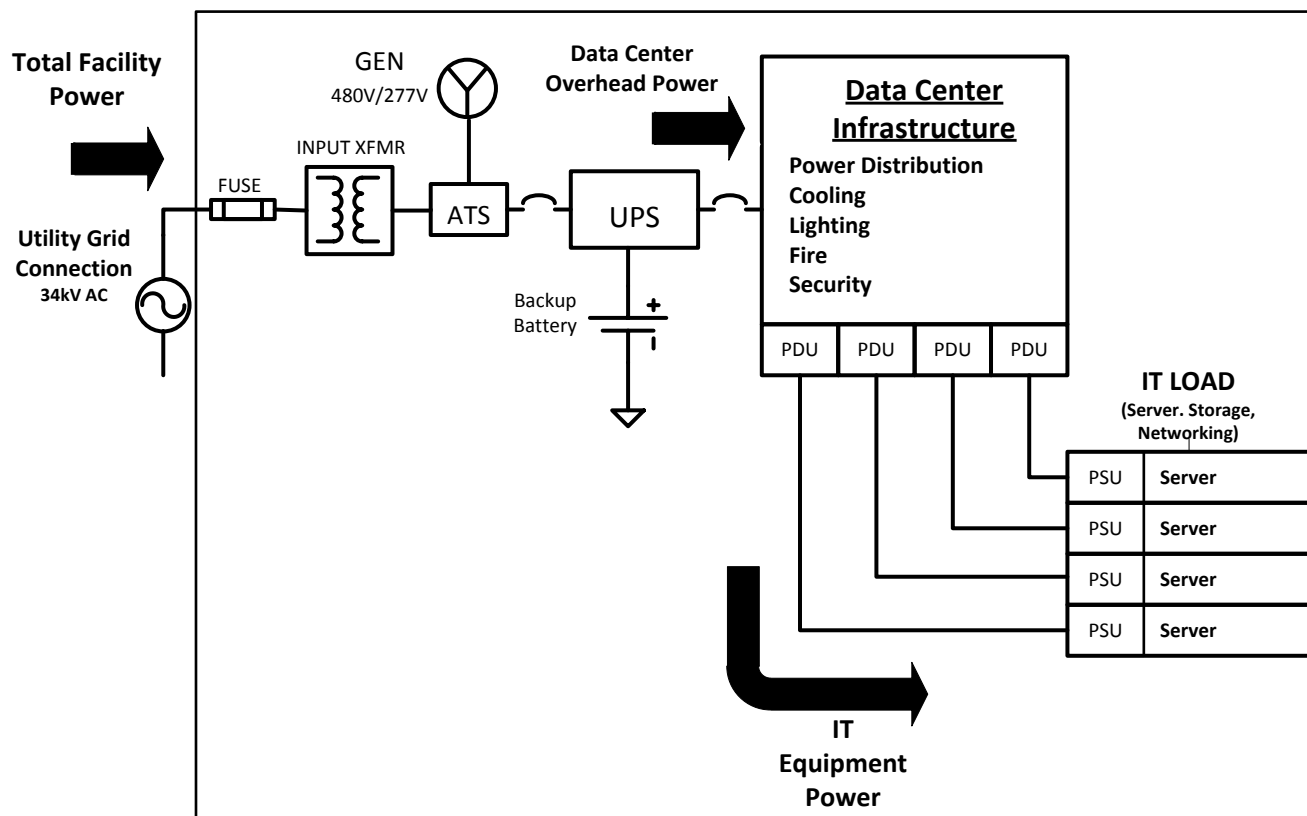 Total Facility
Power
GEN
480V/277V
Data Center
Overhead Power
Data Center
Infrastructure
Power Distribution
Cooling
Lighting
Fire
Security
INPUT XFMR
FUSE
ATS
UPS
Utility Grid
Connection
34kV AC
Backup
Battery
+
PDU
PDU
PDU
PDU
IT LOAD
(Server. Storage,
Networking)
PSU Server
PSU Server
PSU Server
PSU Server
IT
Equipment
Power